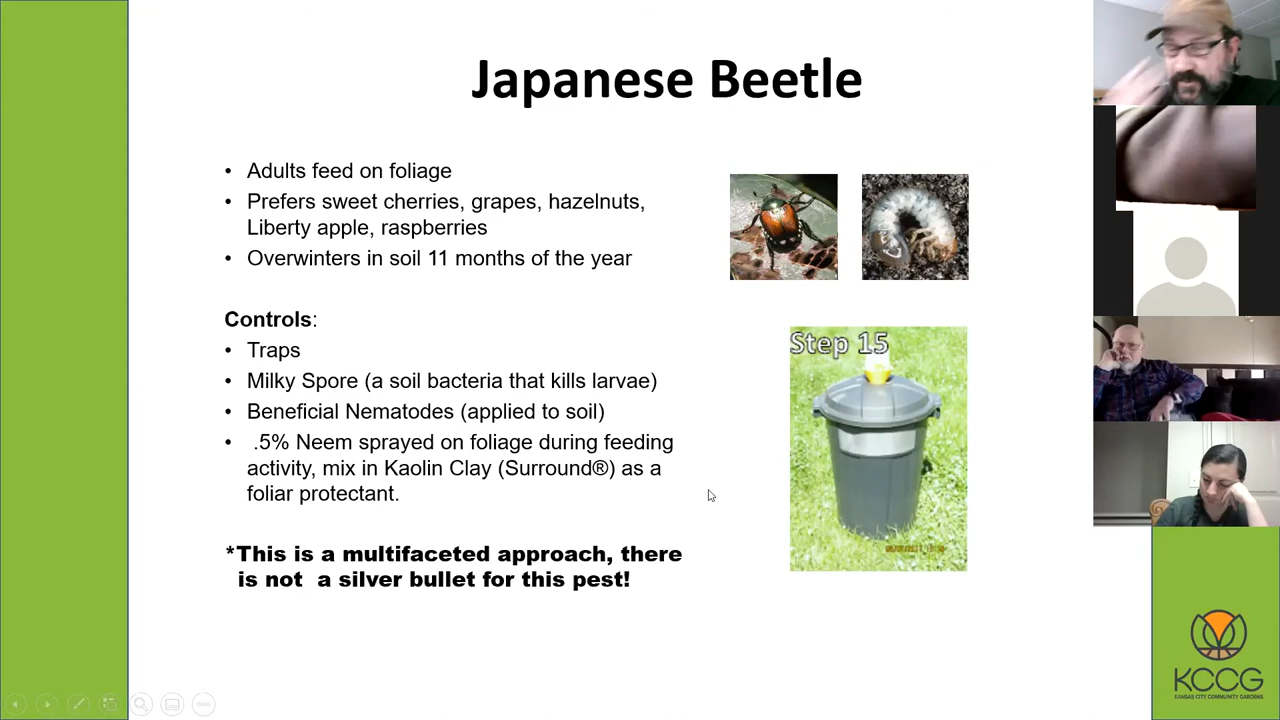 Japanese Beetle
• Adults feed on foliage
• Prefers sweet cherries, grapes, hazelnuts,
Liberty apple, raspberries
• Overwinters in soil 11 months of the year
Controls:
• Traps
• Milky Spore (a soil bacteria that kills larvae)
• Beneficial Nematodes (applied to soil)
• .5% Neem sprayed on foliage during feeding
activity, mix in Kaolin Clay (Surround®) as a
foliar protectant.
*This is a multifaceted approach, there
is not a silver bullet for this pest!
Step 15
KCCG
KANSAS CITY COMMUNITY GARDENS